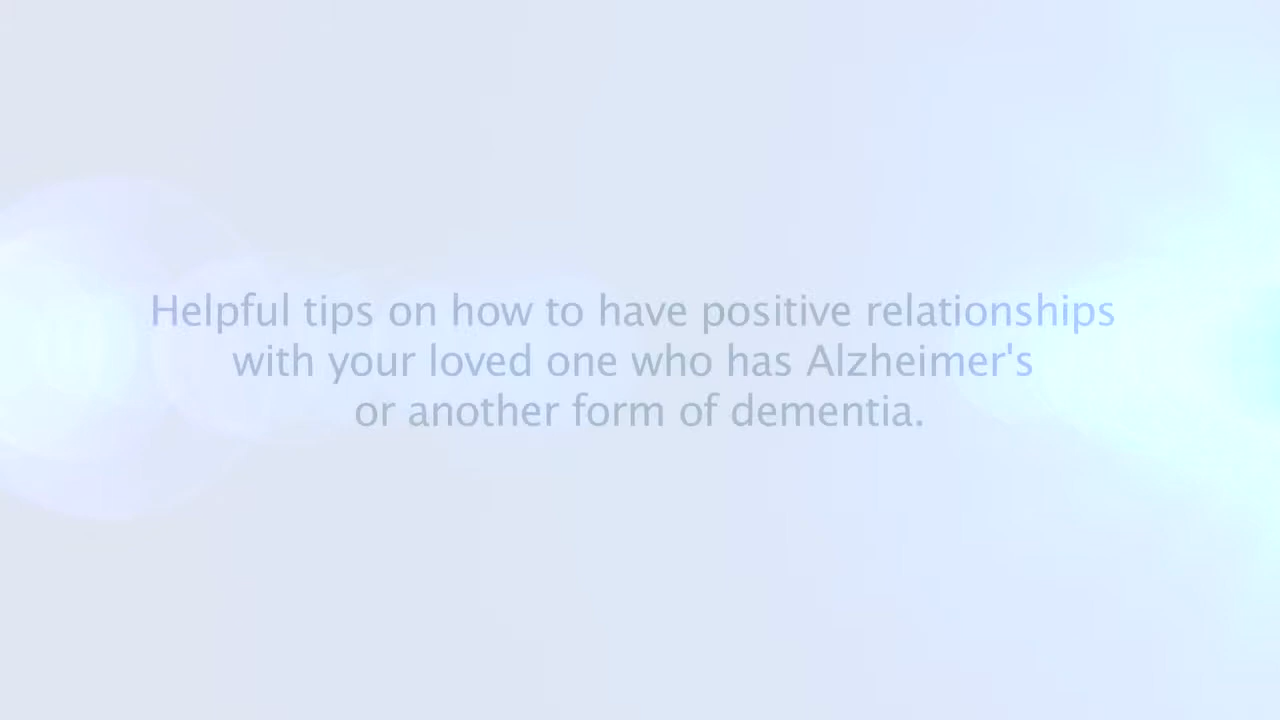 Helpful tips on how to have positive relationships
with your loved one who has Alzheimer's
or another form of dementia.